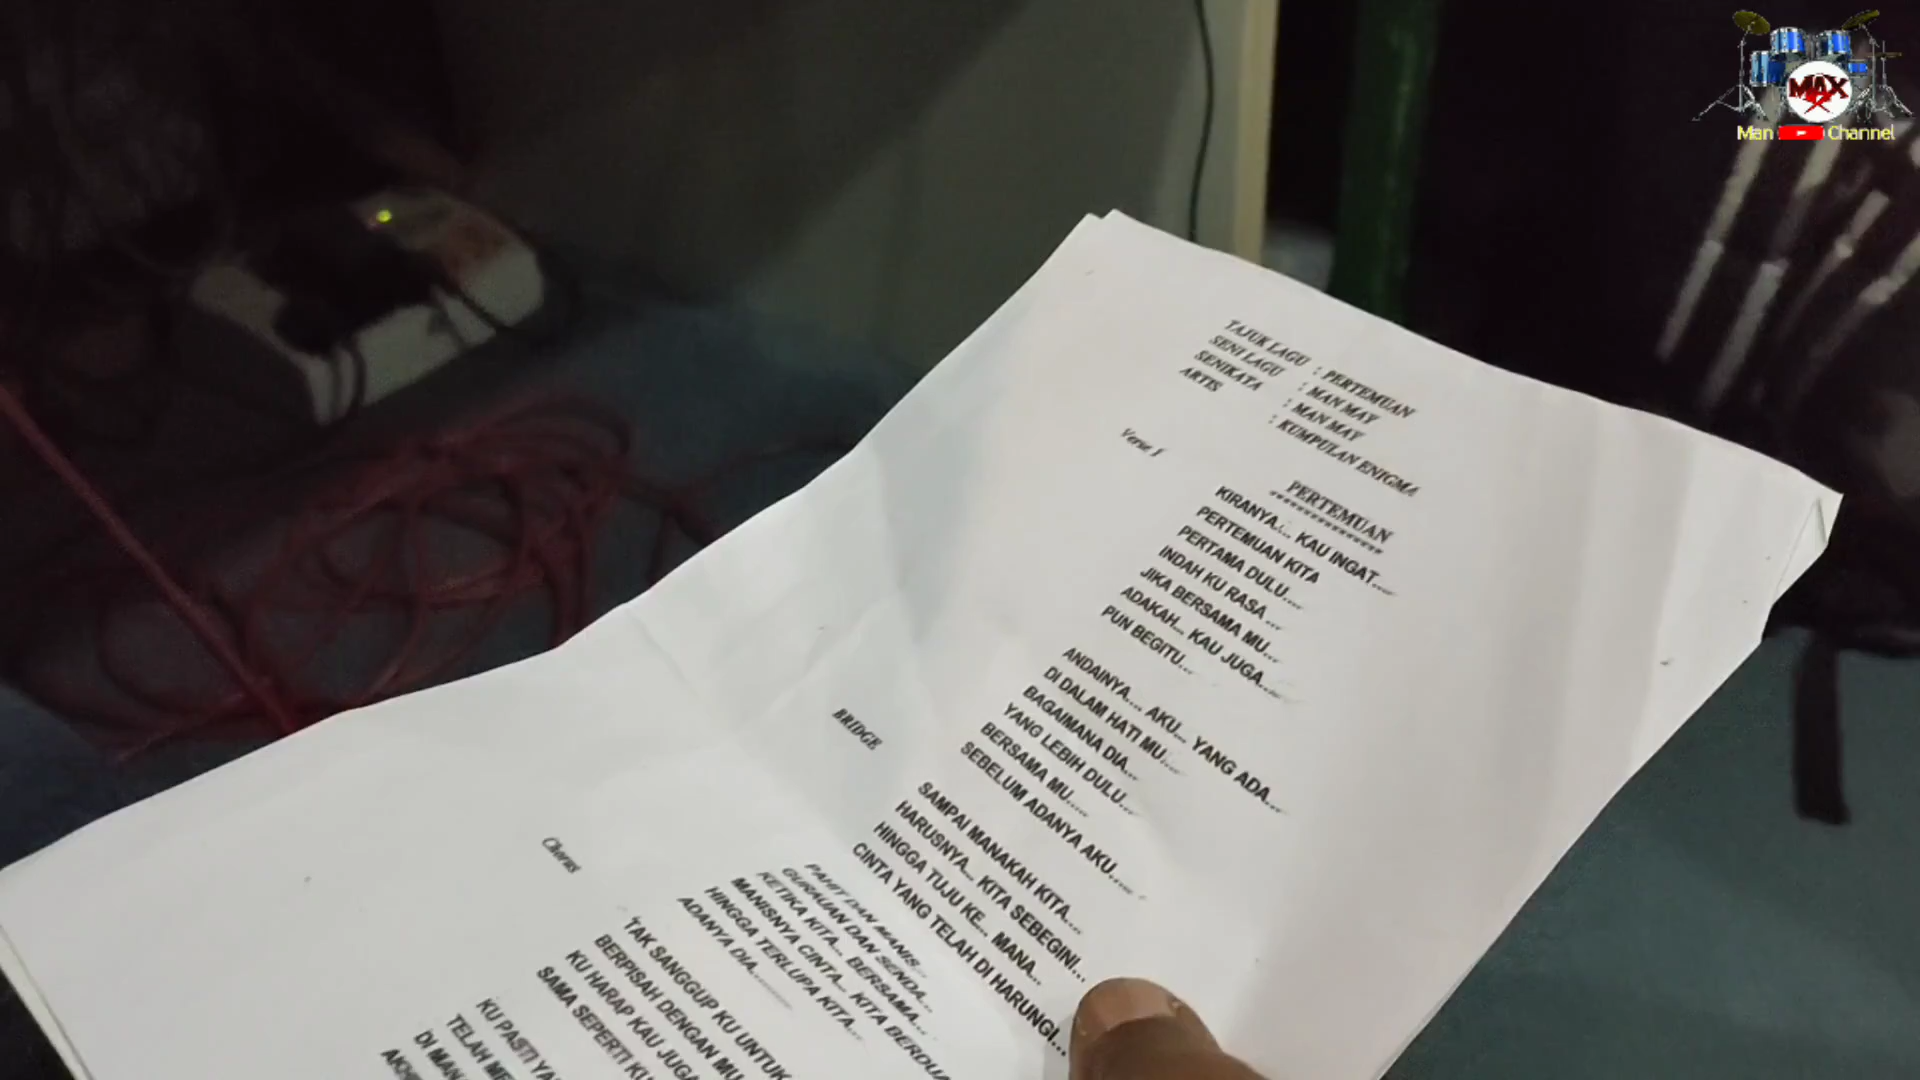 MAX
Man Channel
TAJUK LAGU : PERTEMUAN
SENI LAGU : MAN MAY
SENIKATA : MAN MAY
ARTIS : KUMPULAN ENIGMA
Verse 1
PERTEMUAN
KIRANYA... KAU INGAT....
PERTEMUAN KITA
PERTAMA DULU....
INDAH KU RASA ...
JIKA BERSAMA MU...
ADAKAH... KAU JUGA....
PUN BEGITU...
ANDAINYA.... AKU... YANG ADA...
DI DALAM HATI MU....
BAGAIMANA DIA...
YANG LEBIH DULU...
BERSAMA MU....
SEBELUM ADANYA AKU....
BRIDGE
SAMPAI MANAKAH KITA....
HARUSNYA... KITA SEBEGINI...
HINGGA TUJU KE... MANA..
CINTA YANG TELAH DI HARUNGI...
PAHIT DAN MANIS...
GURAUAN DAN SENDA...
KETIKA KITA... BERSAMA...
MANISNYA CINTA... KITA BERDUA
HINGGA TERLUPA KITA...
ADANYA DIA...
Chorus
TAK SANGGUP KU UNTUK
BERPISAH DENGAN MU
KU HARAP KAU JUGA
SAMA SEPERTI KU
KU PASTI
TELAH
DI